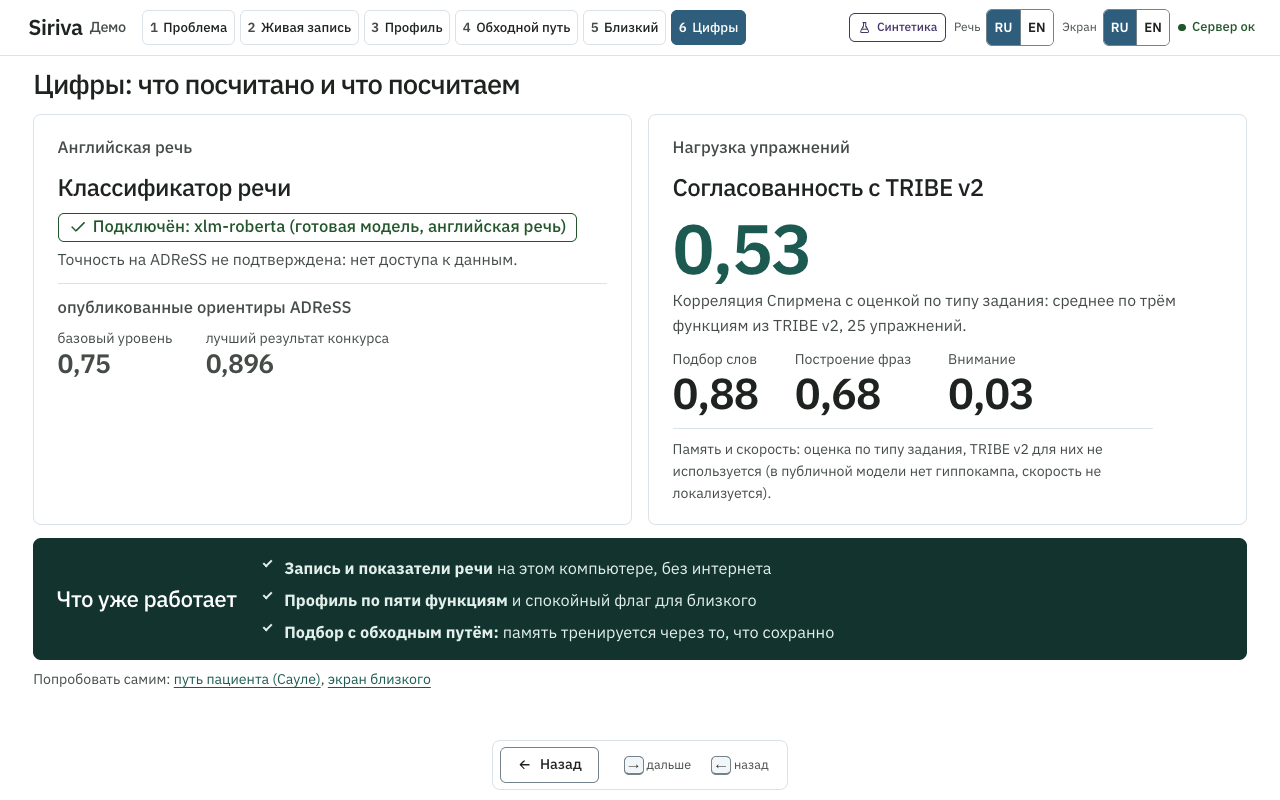 Siriva Демо
1 Проблема
2 Живая запись
3 Профиль
4 Обходной путь
5 Близкий
6 Цифры
Синтетика
Речь RU EN
Экран RU EN
Сервер ок
Цифры: что посчитано и что посчитаем
Английская речь
Классификатор речи
Подключён: xlm-roberta (готовая модель, английская речь)
Точность на ADReSS не подтверждена: нет доступа к данным.
опубликованные ориентиры ADReSS
базовый уровень лучший результат конкурса
0,75 0,896
Нагрузка упражнений
Согласованность с TRIBE v2
0,53
Корреляция Спирмена с оценкой по типу задания: среднее по трём
функциям из TRIBE v2, 25 упражнений.
Подбор слов Построение фраз Внимание
0,88 0,68 0,03
Память и скорость: оценка по типу задания, TRIBE v2 для них не
используется (в публичной модели нет гиппокампа, скорость не
локализуется).
Что уже работает
Запись и показатели речи на этом компьютере, без интернета
Профиль по пяти функциям и спокойный флаг для близкого
Подбор с обходным путём: память тренируется через то, что сохранно
Попробовать самим: путь пациента (Сауле), экран близкого
← Назад → дальше ← назад